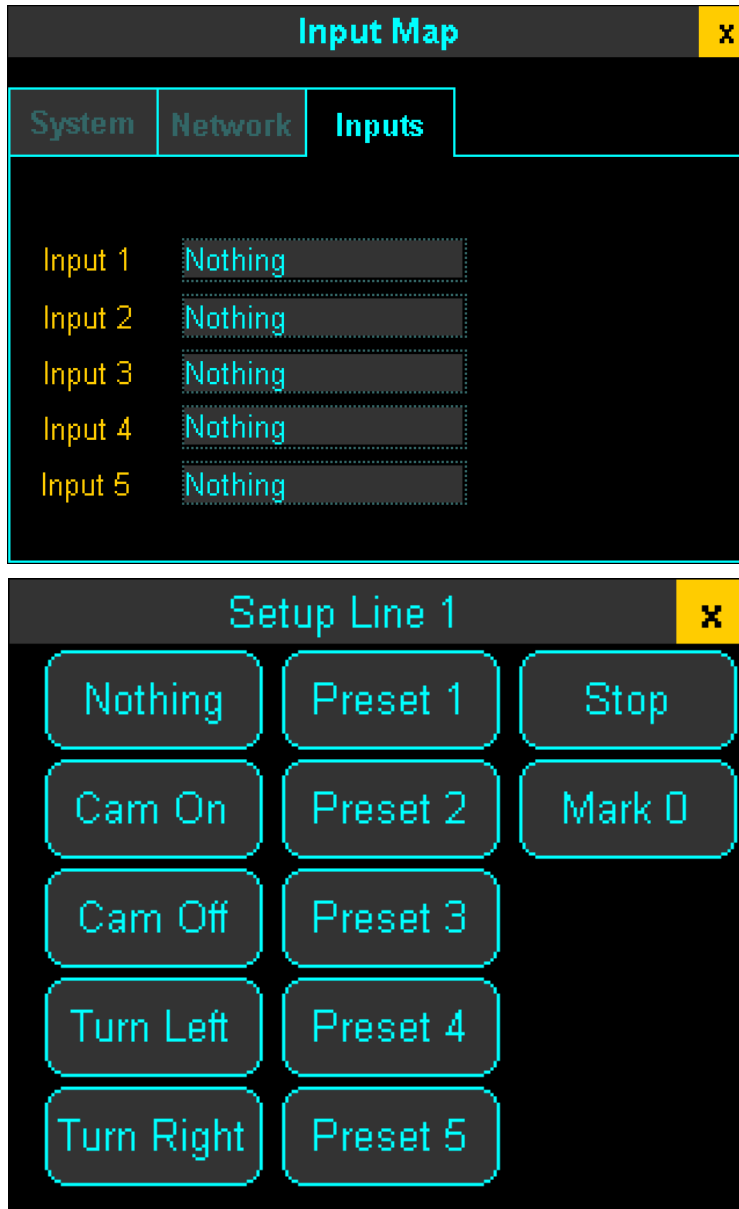 Input Map x
System Network Inputs
Input 1 Nothing
Input 2 Nothing
Input 3 Nothing
Input 4 Nothing
Input 5 Nothing
Setup Line 1 x
Nothing Preset 1 Stop
Cam On Preset 2 Mark 0
Cam Off Preset 3
Turn Left Preset 4
Turn Right Preset 5